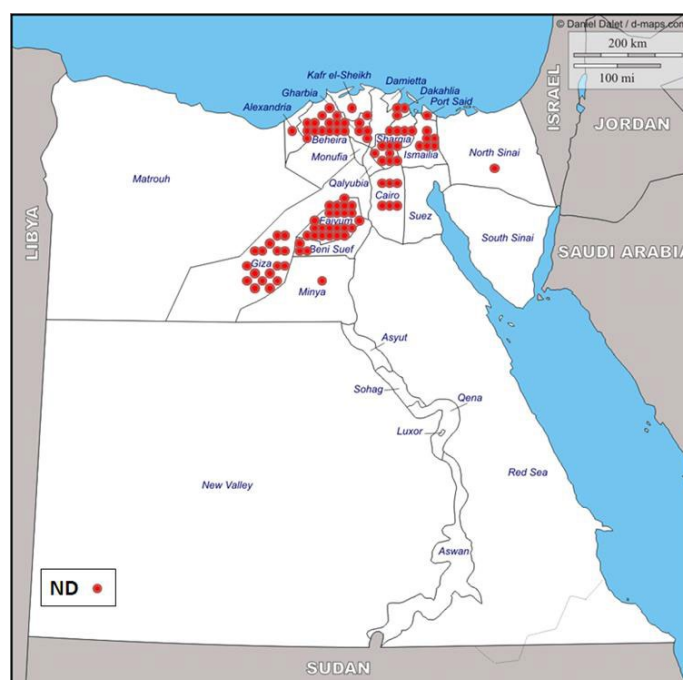 © Daniel Dalet / d-maps.com
200 km
100 mi
Kafr el-Sheikh
Damietta
Gharbia
Dakahlia
Port Said
Alexandria
ISRAEL
JORDAN
Beheira
Sharqia
Ismailia
Monufia
North Sinai
Matrouh
Qalyubia
Cairo
Suez
LIBYA
Faiyum
South Sinai
SAUDI ARABIA
Beni Suef
Giza
Minya
Asyut
Sohag
Qena
Luxor
Red Sea
New Valley
Aswan
ND
SUDAN